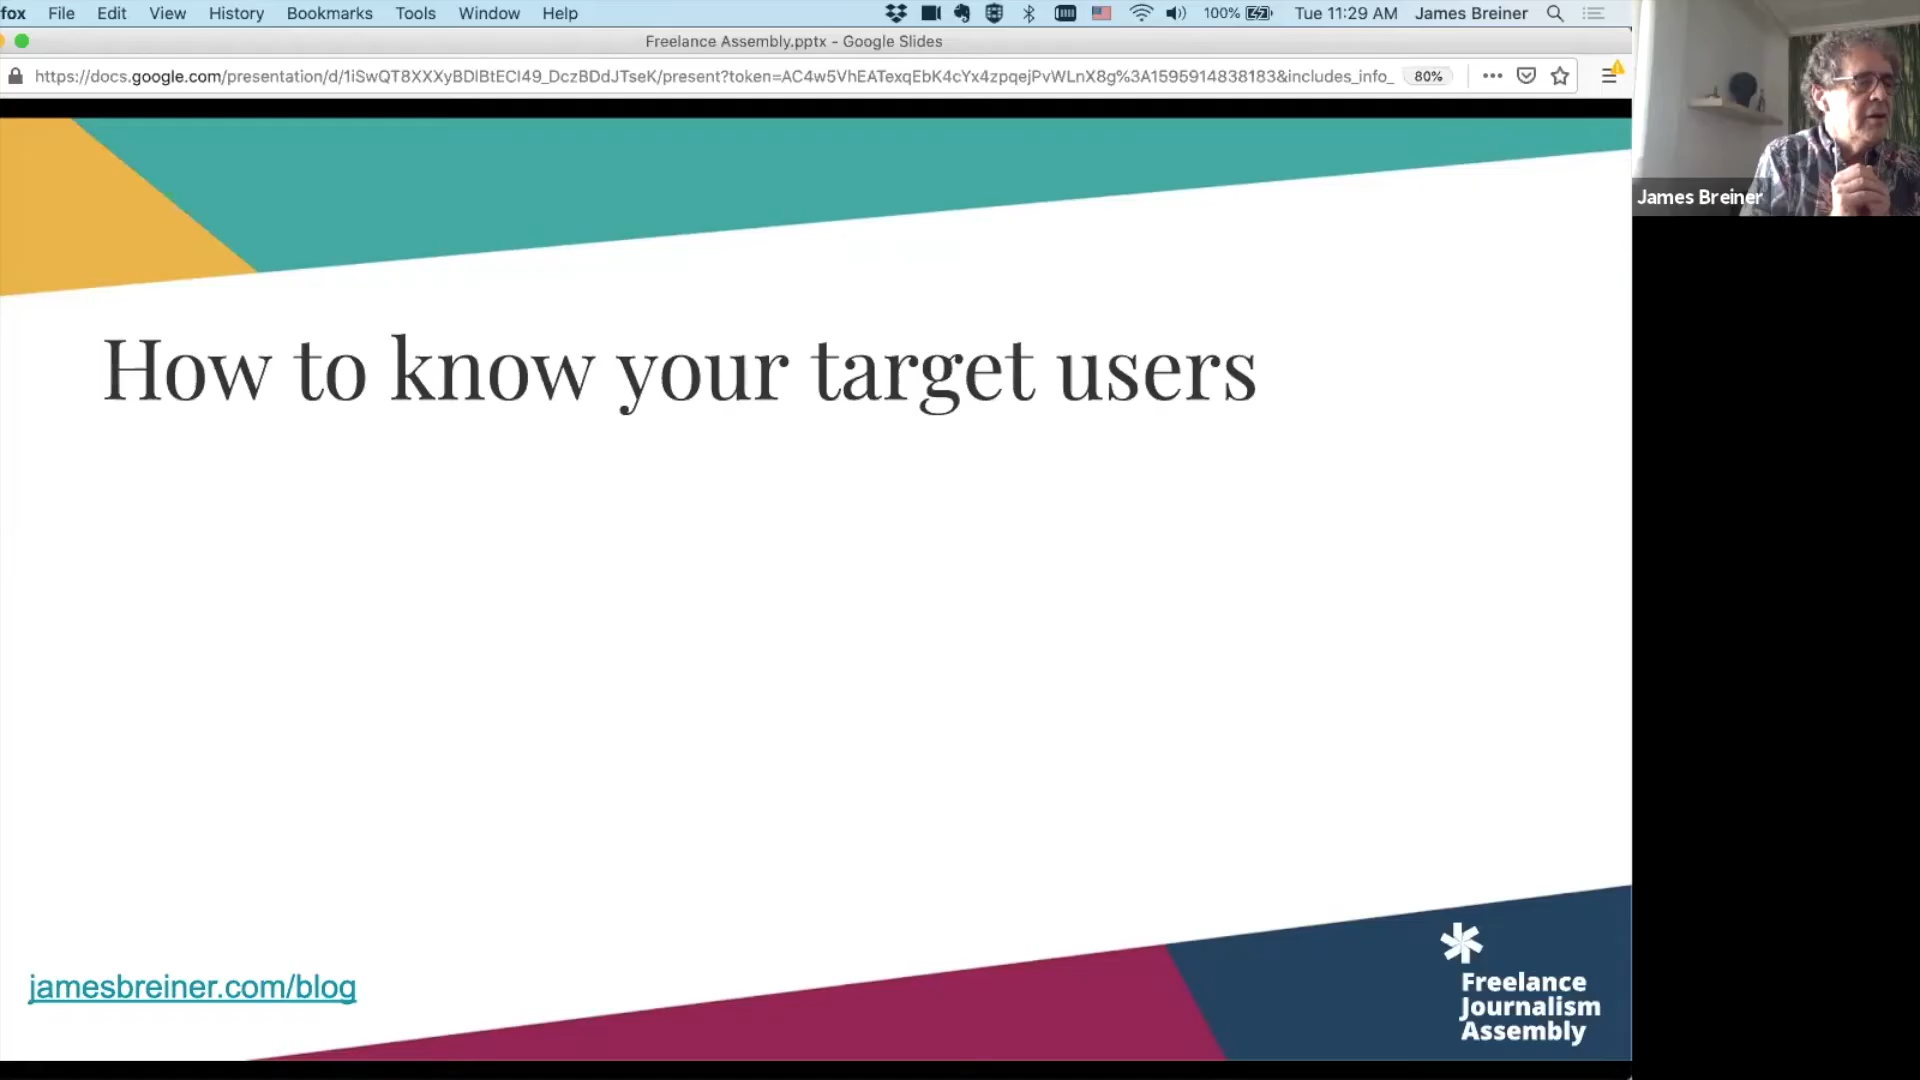 fox File Edit View History Bookmarks Tools Window Help 100% Tue 11:29 AM James Breiner
Freelance Assembly.pptx - Google Slides
https://docs.google.com/presentation/d/1iSwQT8XXXyBDlBtECI49_DczBDdJTseK/present?token=AC4w5VhEATexqEbK4cYx4zpqejPvWLnX8g%3A1595914838183&includes_info_ 80%
James Breiner
How to know your target users
jamesbreiner.com/blog
Freelance
Journalism
Assembly